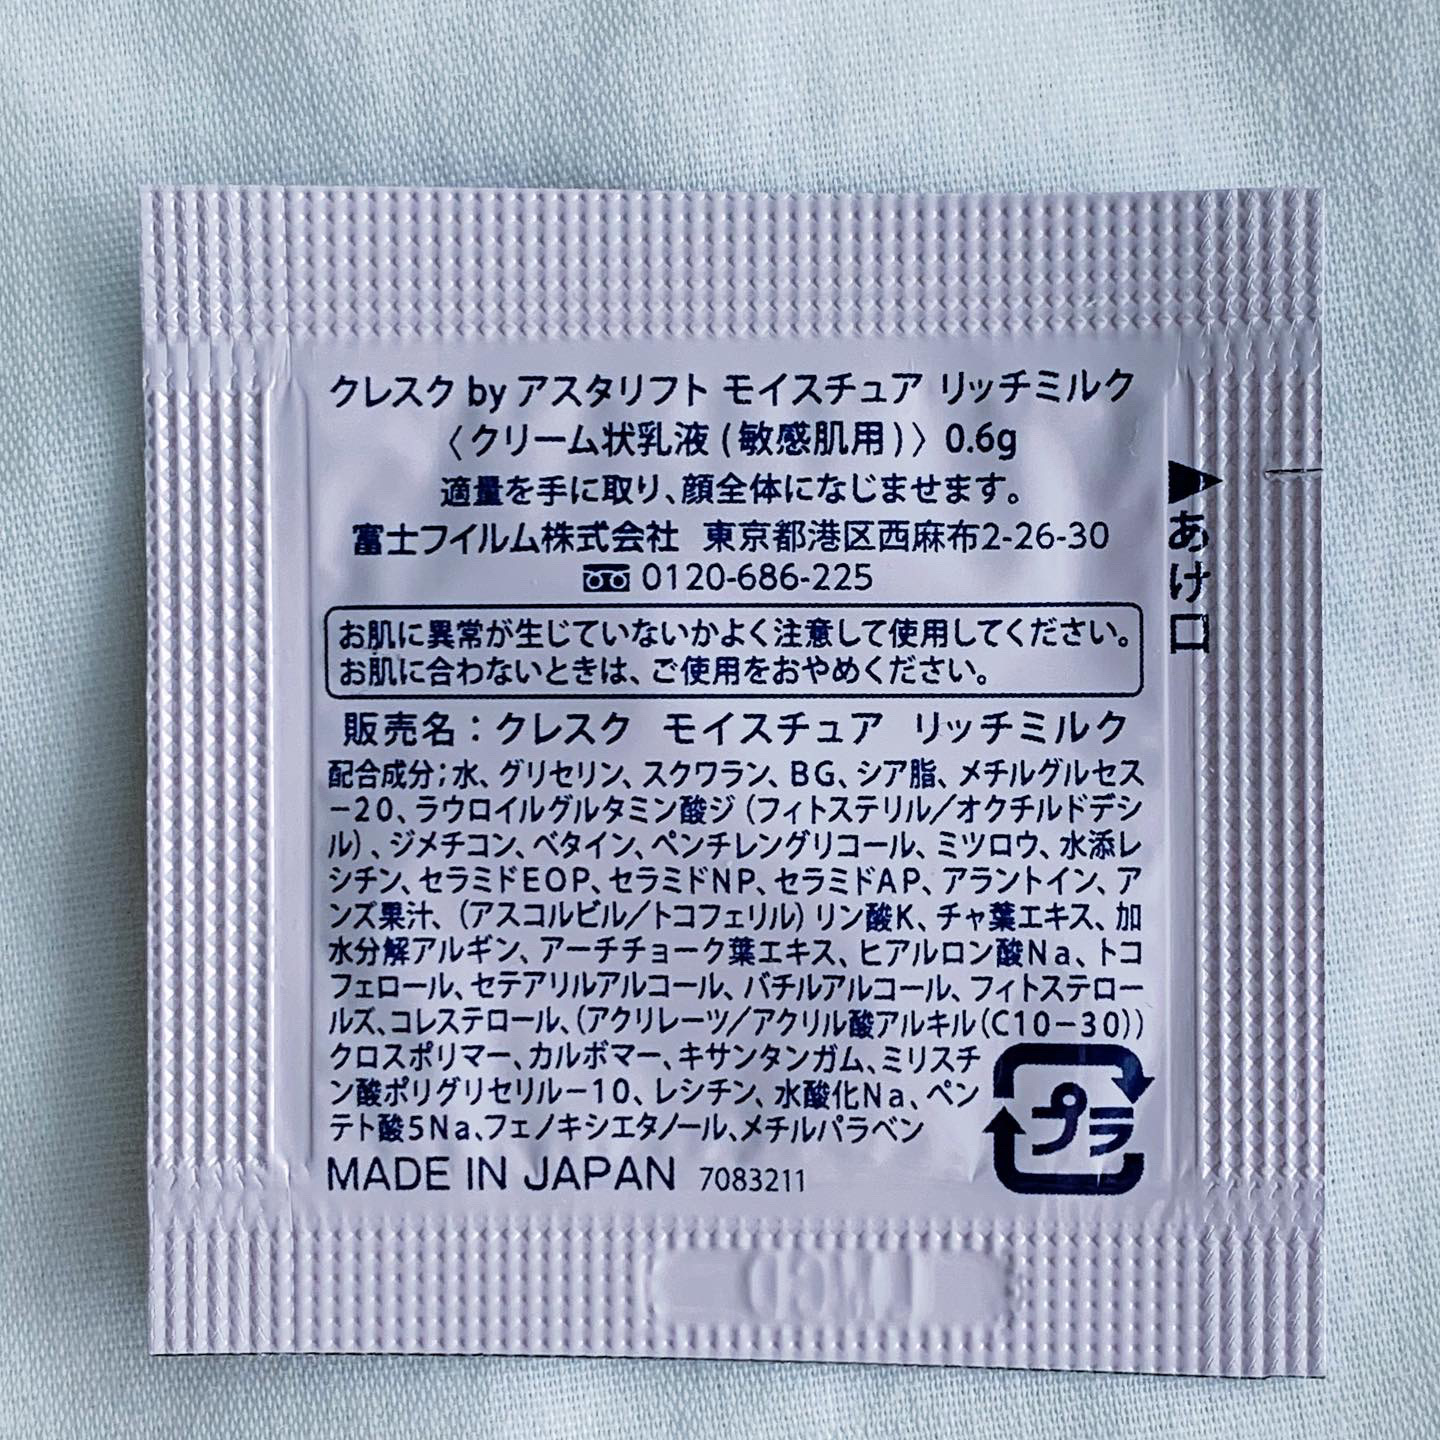 クレスク by アスタリフト モイスチュア リッチミルク
〈クリーム状乳液(敏感肌用)〉0.6g
適量を手に取り、顔全体になじませます。
富士フイルム株式会社 東京都港区西麻布2-26-30
0120-686-225
お肌に異常が生じていないかよく注意して使用してください。
お肌に合わないときは、ご使用をおやめください。
販売名：クレスク モイスチュア リッチミルク
配合成分;水、グリセリン、スクワラン、BG、シア脂、メチルグルセス
-20、ラウロイルグルタミン酸ジ(フィトステリル/オクチルドデシ
ル)、ジメチコン、ベタイン、ペンチレングリコール、ミツロウ、水添レ
シチン、セラミドEOP、セラミドNP、セラミドAP、アラントイン、ア
ンズ果汁、(アスコルビル/トコフェリル)リン酸K、チャ葉エキス、加
水分解アルギン、アーチチョーク葉エキス、ヒアルロン酸Na、トコ
フェロール、セテアリルアルコール、バチルアルコール、フィトステロー
ルズ、コレステロール、(アクリレーツ/アクリル酸アルキル(C10-30))
クロスポリマー、カルボマー、キサンタンガム、ミリスチ
ン酸ポリグリセリル-10、レシチン、水酸化Na、ペン
テト酸5Na、フェノキシエタノール、メチルパラベン
MADE IN JAPAN 7083211
プラ
▶あけ口